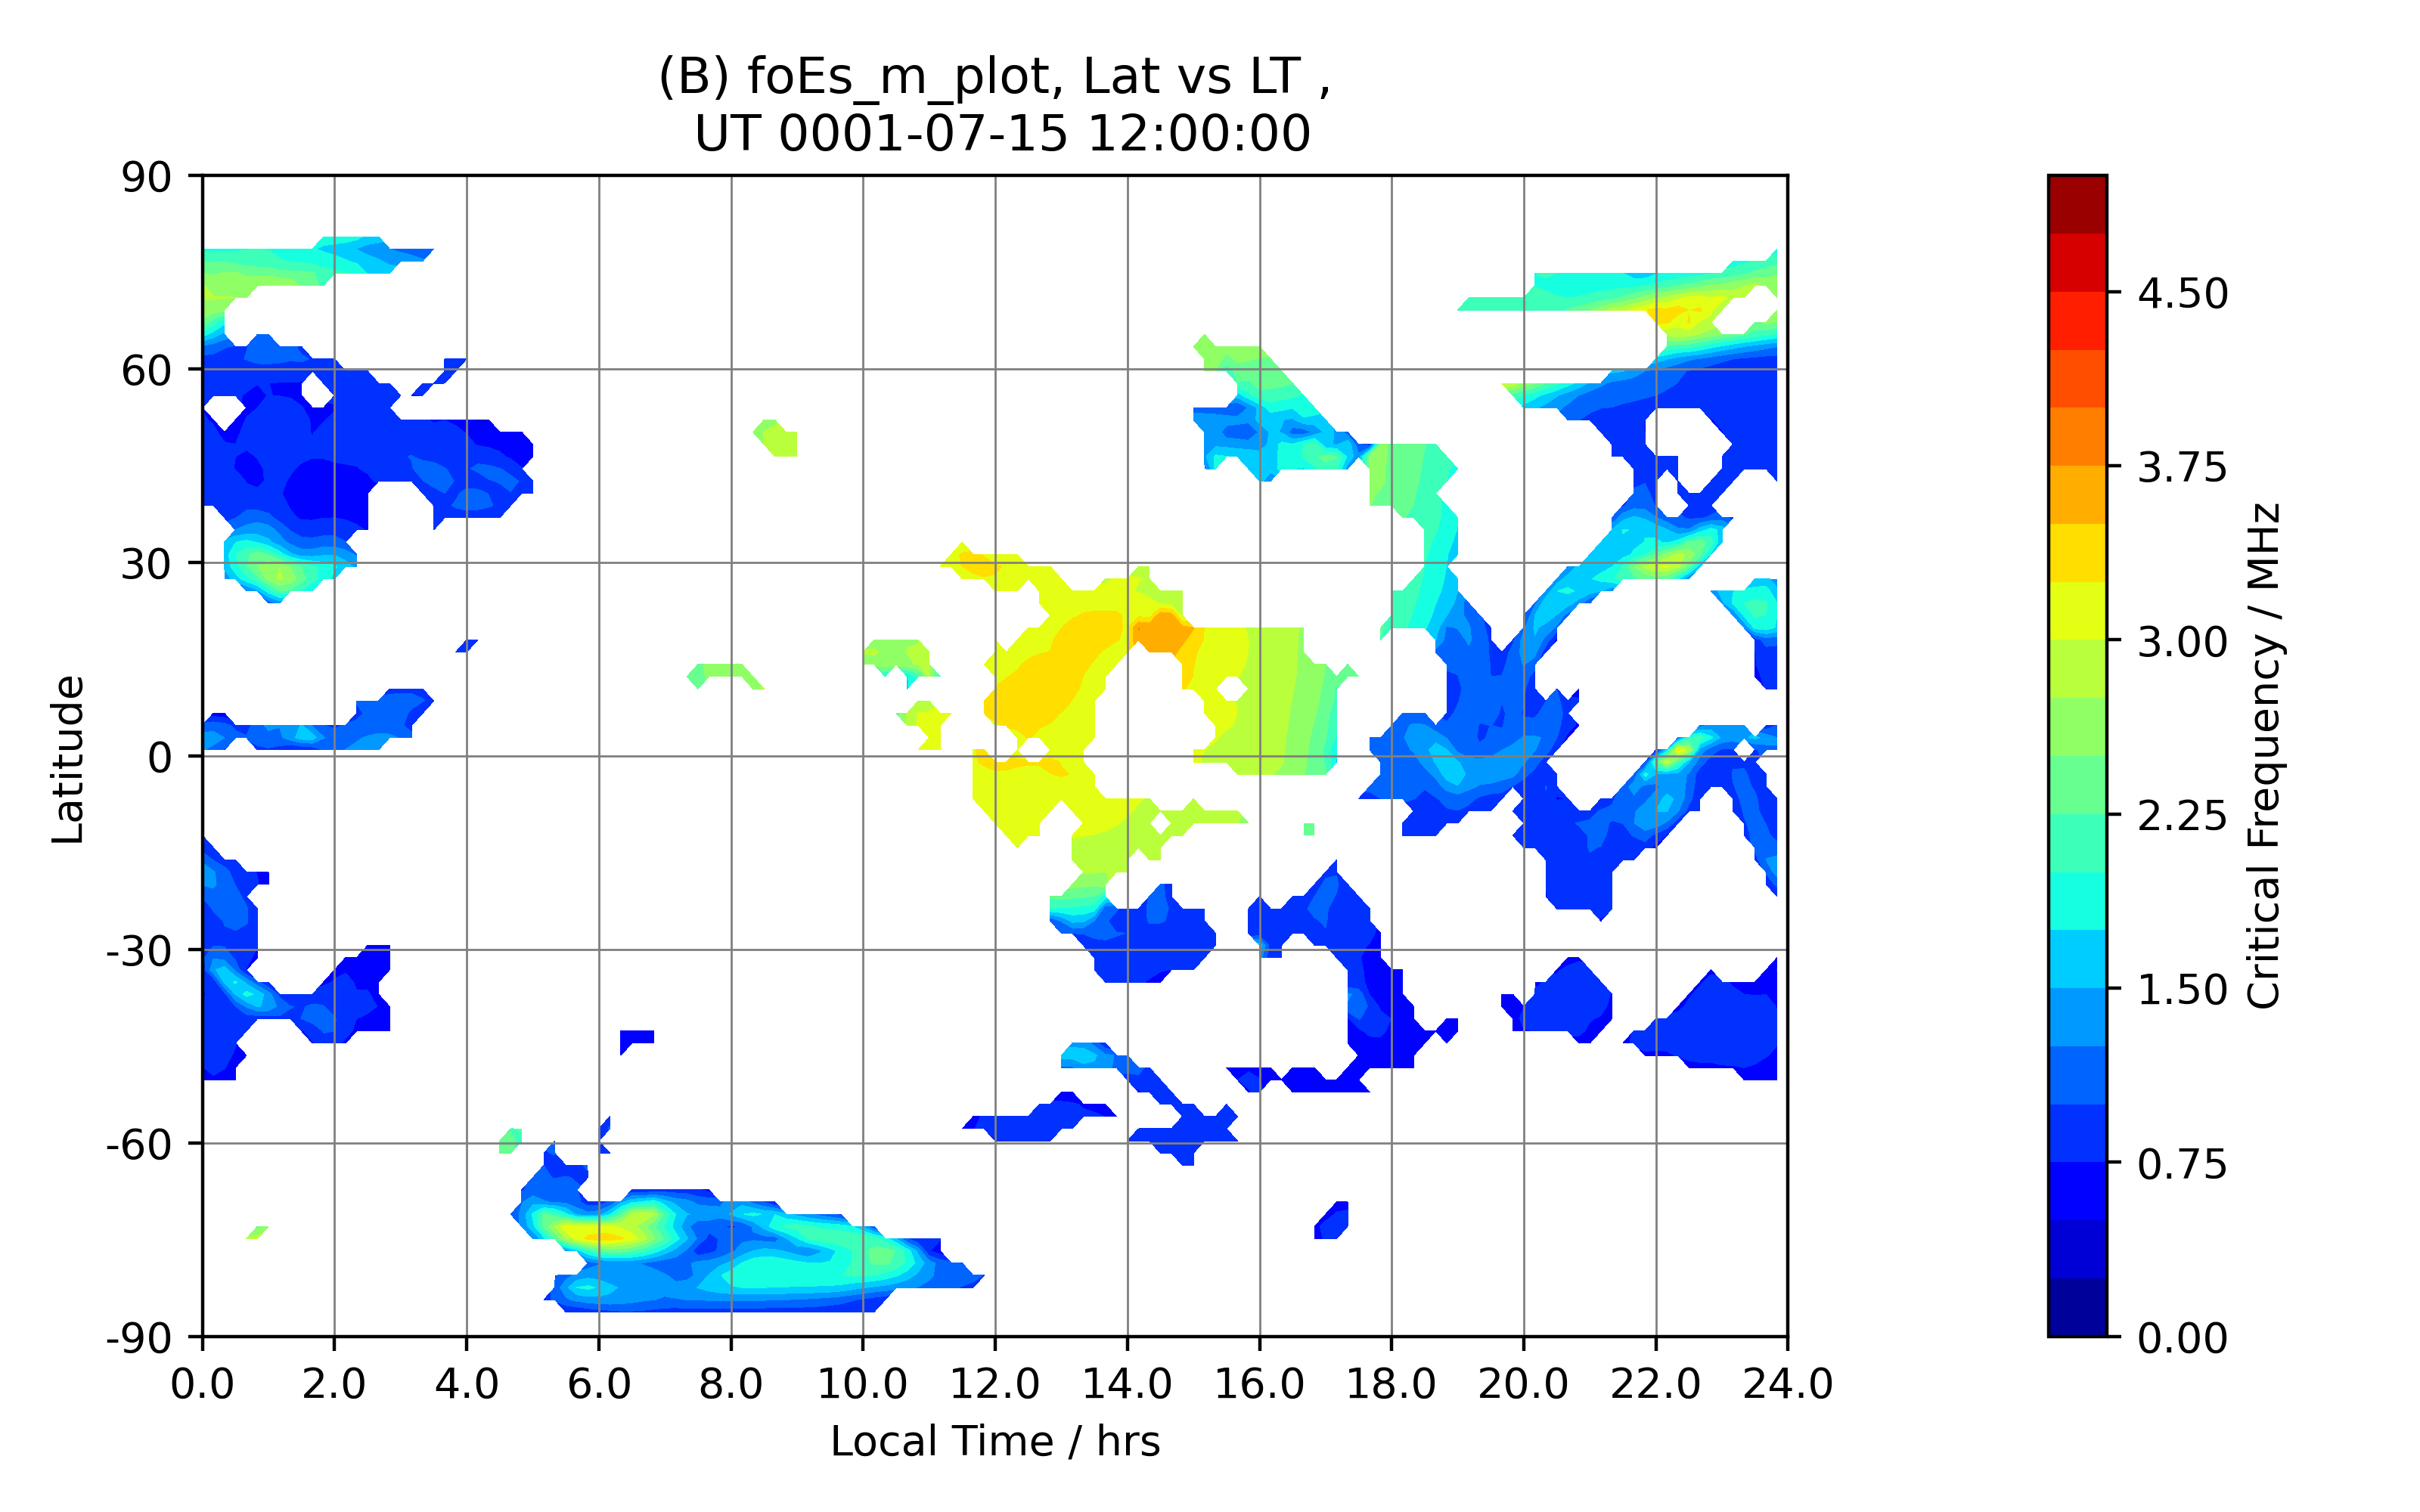 (B) foEs_m_plot, Lat vs LT ,
UT 0001-07-15 12:00:00
90
60
30
0
-30
-60
-90
Latitude
0.0 2.0 4.0 6.0 8.0 10.0 12.0 14.0 16.0 18.0 20.0 22.0 24.0
Local Time / hrs
4.50
3.75
3.00
2.25
1.50
0.75
0.00
Critical Frequency / MHz